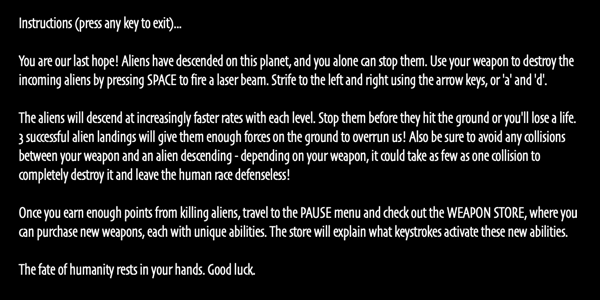 Instructions (press any key to exit)...
You are our last hope! Aliens have descended on this planet, and you alone can stop them. Use your weapon to destroy the
incoming aliens by pressing SPACE to fire a laser beam. Strife to the left and right using the arrow keys, or 'a' and 'd'.
The aliens will descend at increasingly faster rates with each level. Stop them before they hit the ground or you'll lose a life.
3 successful alien landings will give them enough forces on the ground to overrun us! Also be sure to avoid any collisions
between your weapon and an alien descending - depending on your weapon, it could take as few as one collision to
completely destroy it and leave the human race defenseless!
Once you earn enough points from killing aliens, travel to the PAUSE menu and check out the WEAPON STORE, where you
can purchase new weapons, each with unique abilities. The store will explain what keystrokes activate these new abilities.
The fate of humanity rests in your hands. Good luck.